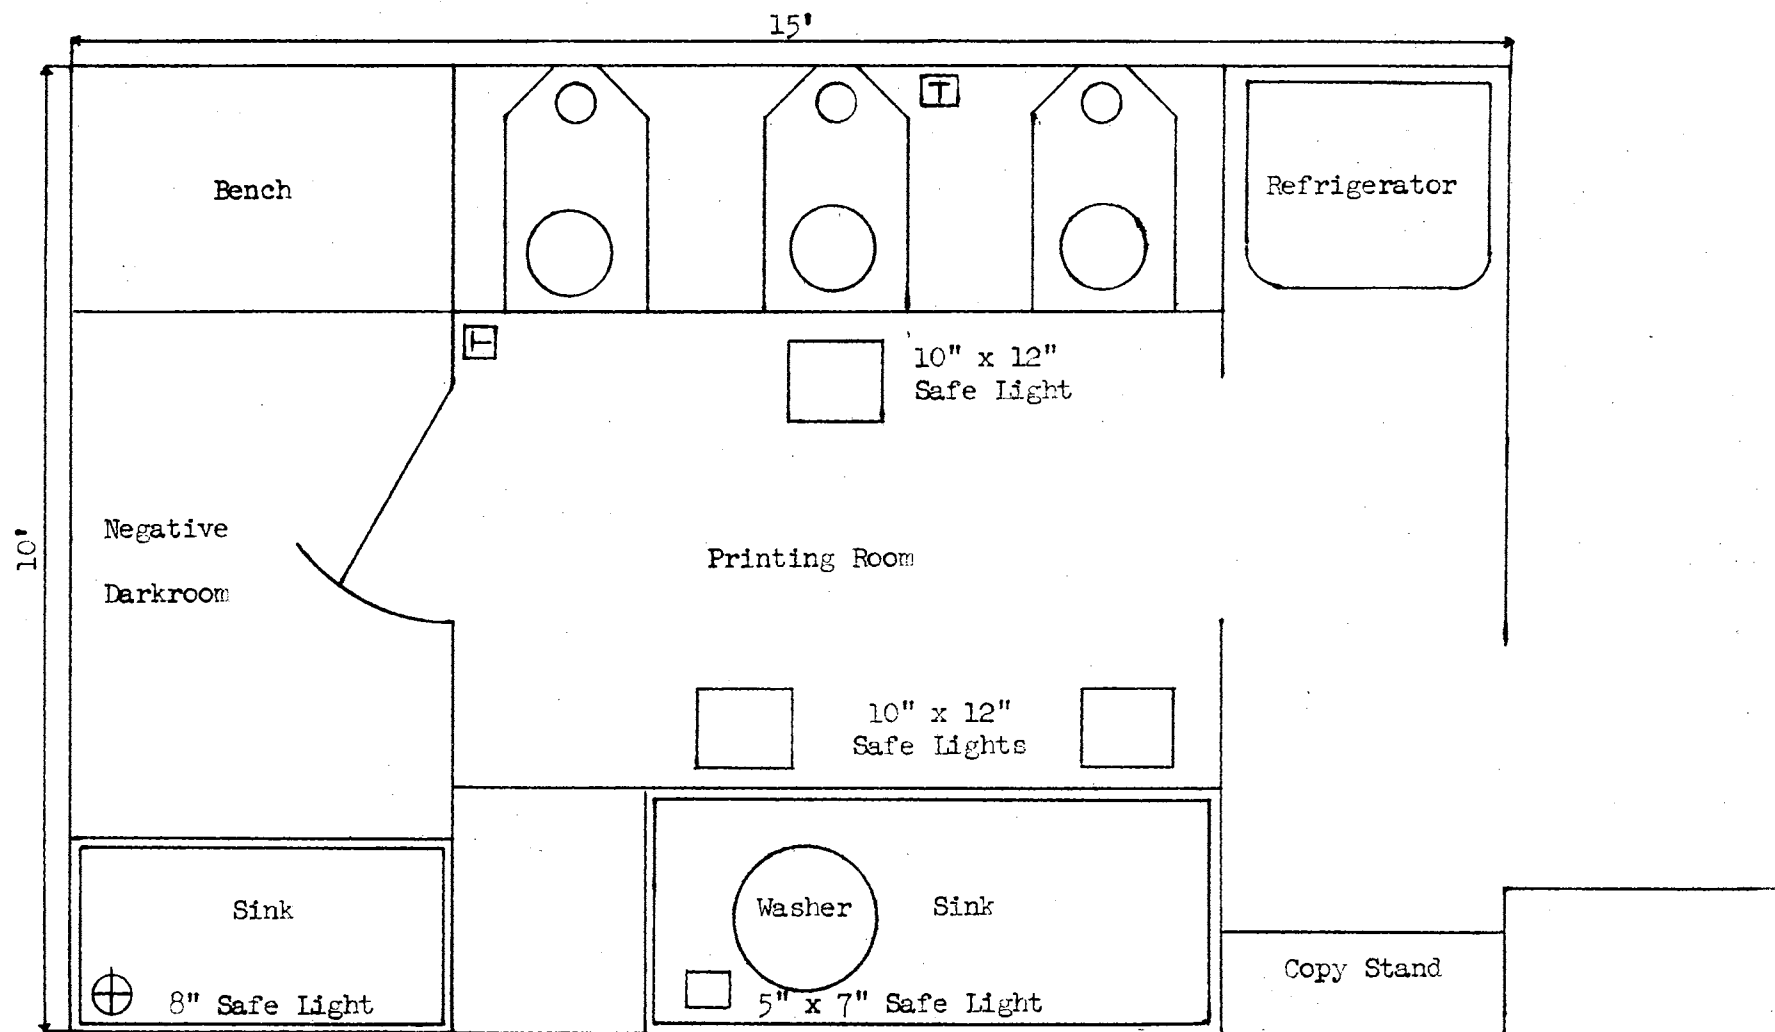 15'
T
Bench
Refrigerator
T
10" x 12"
Safe Light
10'
Negative
Darkroom
Printing Room
10" x 12"
Safe Lights
Sink
Washer
Sink
Copy Stand
8" Safe Light
5" x 7" Safe Light